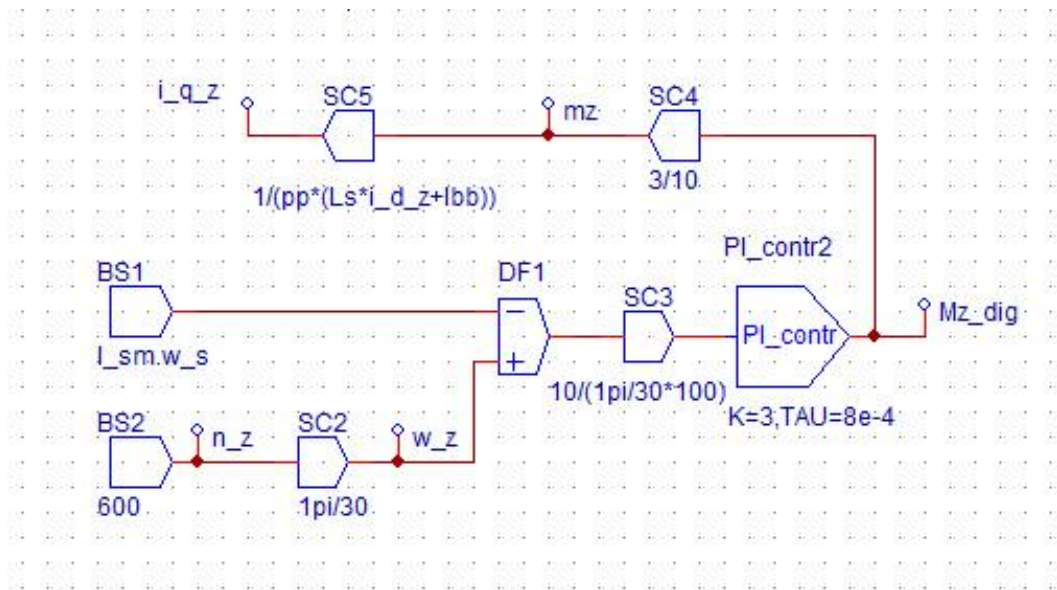 i_q_z
SC5
mz
SC4
3/10
1/(pp*(Ls*i_d_z+Ibb))
PI_contr2
BS1
DF1
SC3
Mz_dig
PI_contr
I_sm.w_s
10/(1pi/30*100)
K=3,TAU=8e-4
BS2
n_z
SC2
w_z
600
1pi/30